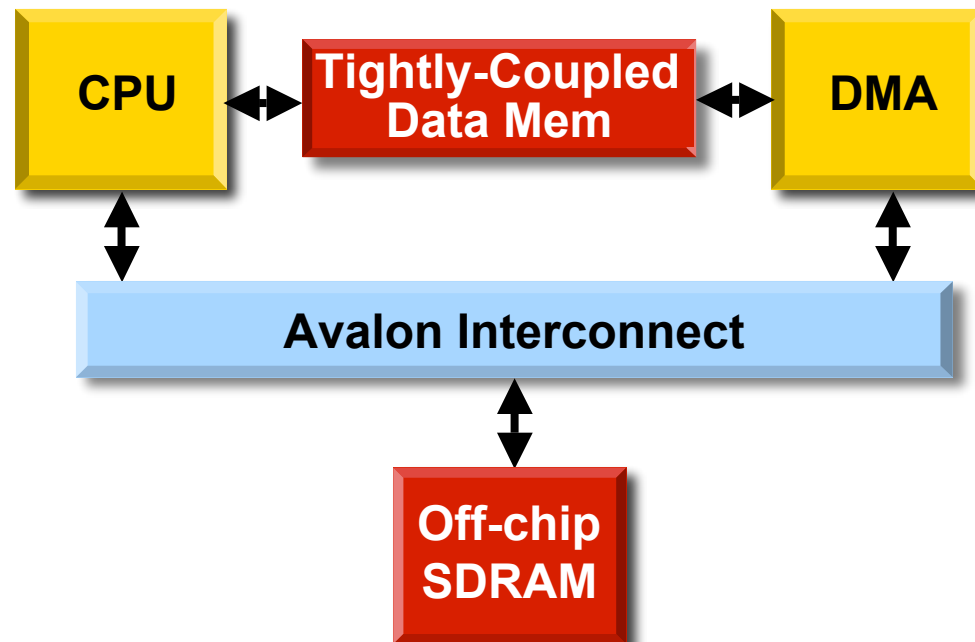 CPU
Tightly-Coupled
Data Mem
DMA
Avalon Interconnect
Off-chip
SDRAM